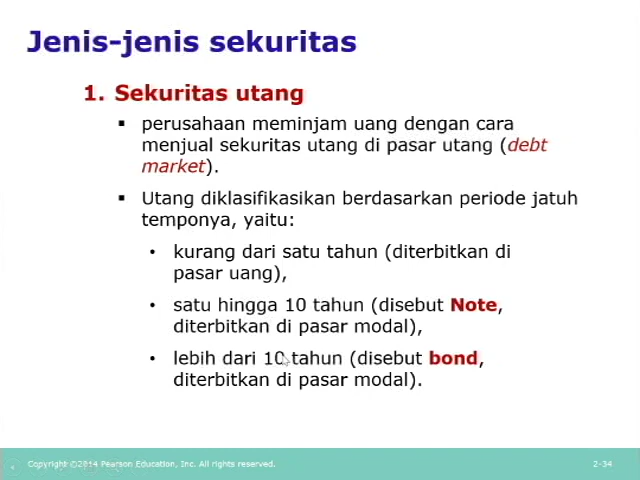 Jenis-jenis sekuritas
1. Sekuritas utang
▪ perusahaan meminjam uang dengan cara
menjual sekuritas utang di pasar utang (debt
market).
▪ Utang diklasifikasikan berdasarkan periode jatuh
temponya, yaitu:
• kurang dari satu tahun (diterbitkan di
pasar uang),
• satu hingga 10 tahun (disebut Note,
diterbitkan di pasar modal),
• lebih dari 10 tahun (disebut bond,
diterbitkan di pasar modal).
Copyright ©2014 Pearson Education, Inc. All rights reserved.
2-34